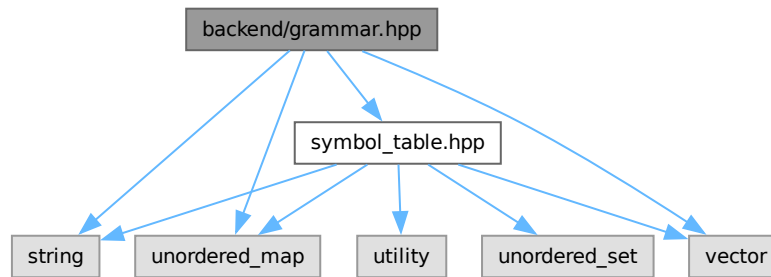 backend/grammar.hpp
symbol_table.hpp
string
unordered_map
utility
unordered_set
vector